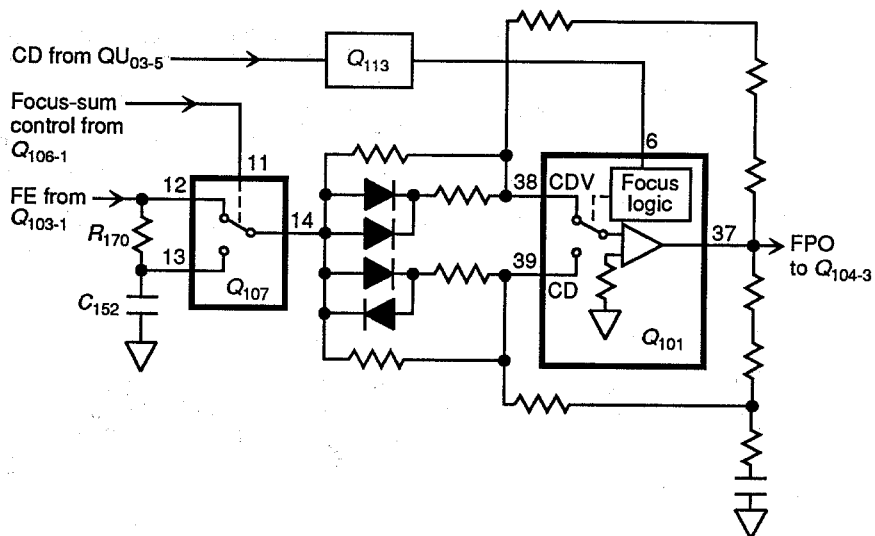 CD from QU03-5
Q113
Focus-sum
control from
Q106-1
11
6
FE from
Q103-1
12
14
38
CDV
Focus
logic
37
FPO
to Q104-3
R170
13
39
CD
C152
Q107
Q101